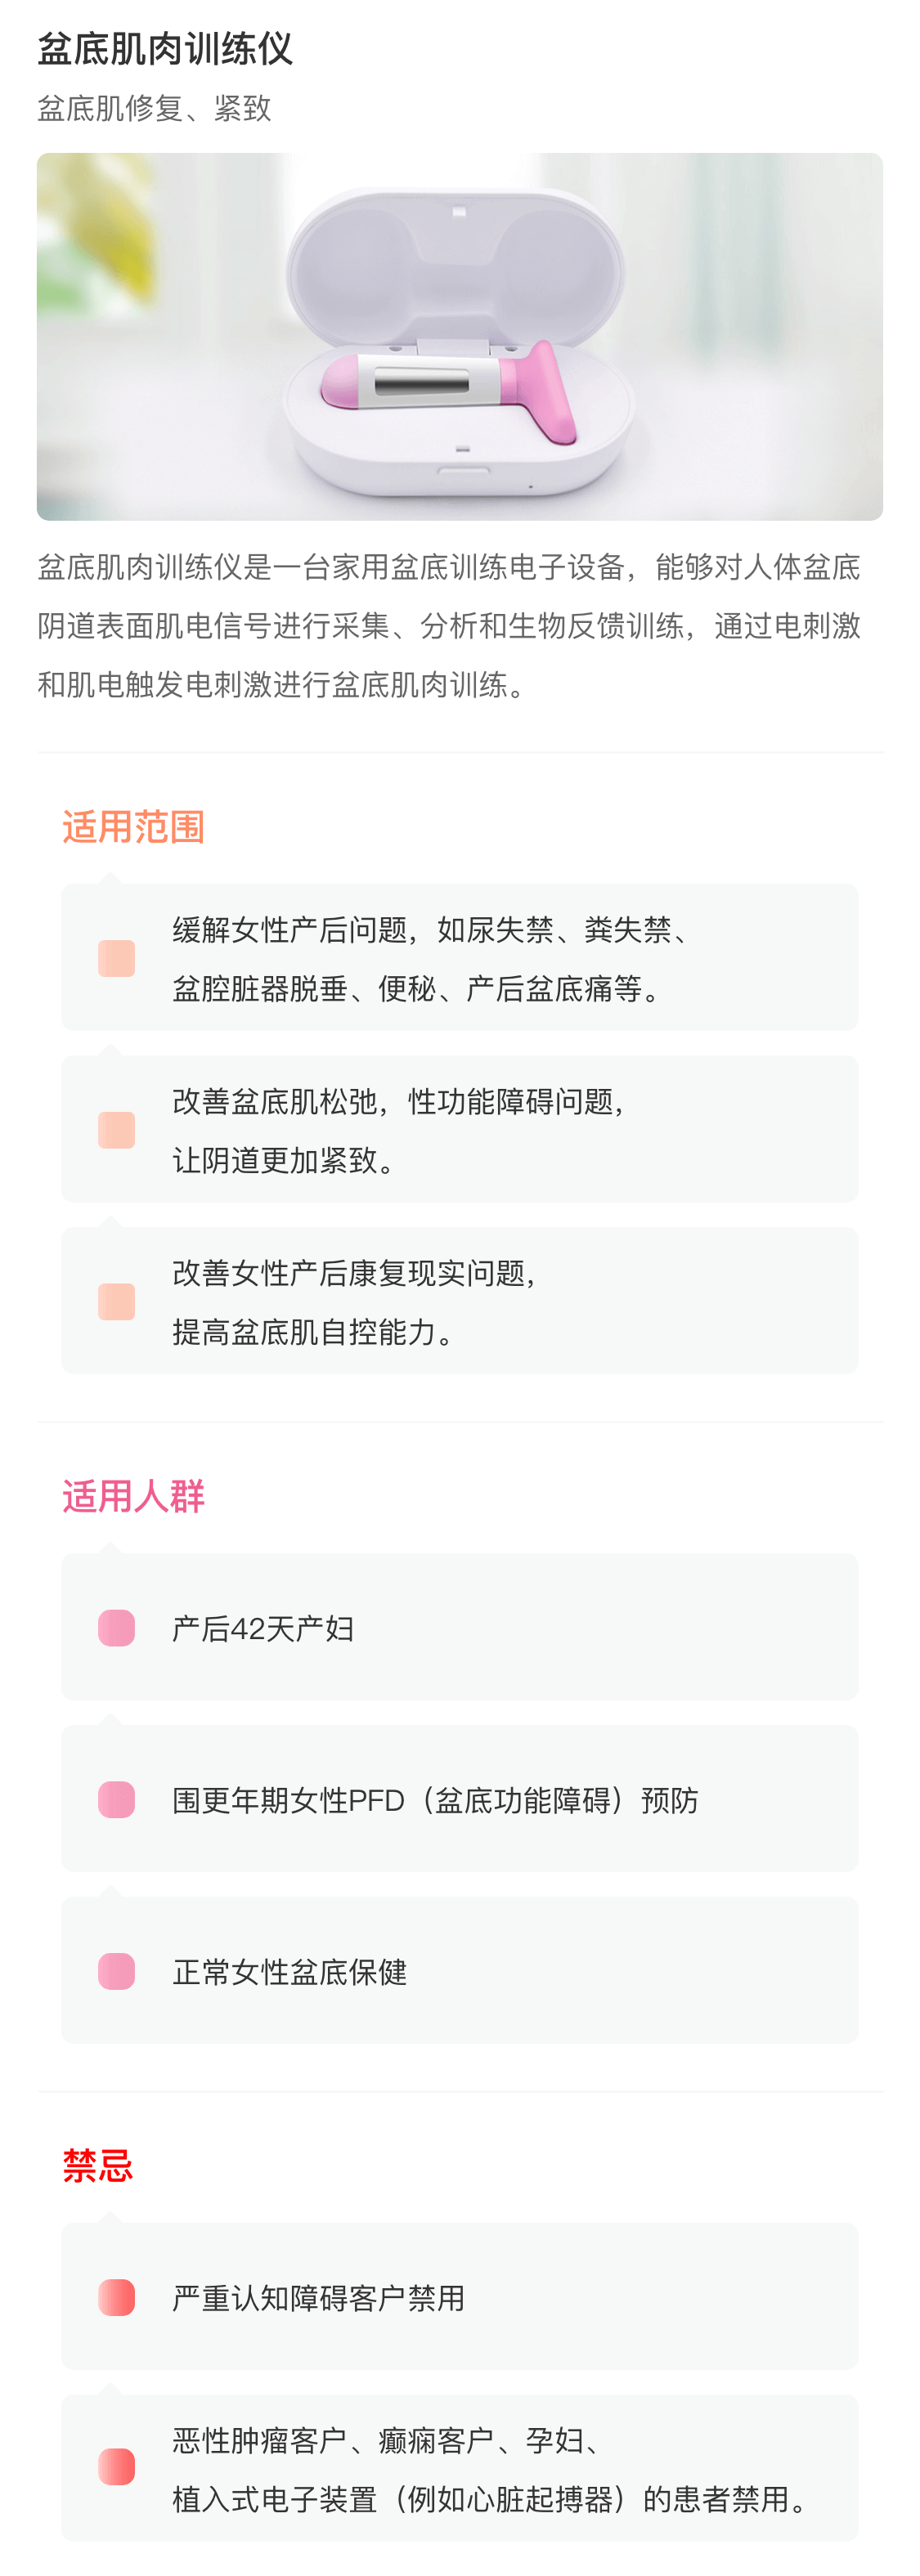 盆底肌肉训练仪
盆底肌修复、紧致
盆底肌肉训练仪是一台家用盆底训练电子设备，能够对人体盆底
阴道表面肌电信号进行采集、分析和生物反馈训练，通过电刺激
和肌电触发电刺激进行盆底肌肉训练。
适用范围
缓解女性产后问题，如尿失禁、粪失禁、
盆腔脏器脱垂、便秘、产后盆底痛等。
改善盆底肌松弛，性功能障碍问题，
让阴道更加紧致。
改善女性产后康复现实问题，
提高盆底肌自控能力。
适用人群
产后42天产妇
围更年期女性PFD（盆底功能障碍）预防
正常女性盆底保健
禁忌
严重认知障碍客户禁用
恶性肿瘤客户、癫痫客户、孕妇、
植入式电子装置（例如心脏起搏器）的患者禁用。